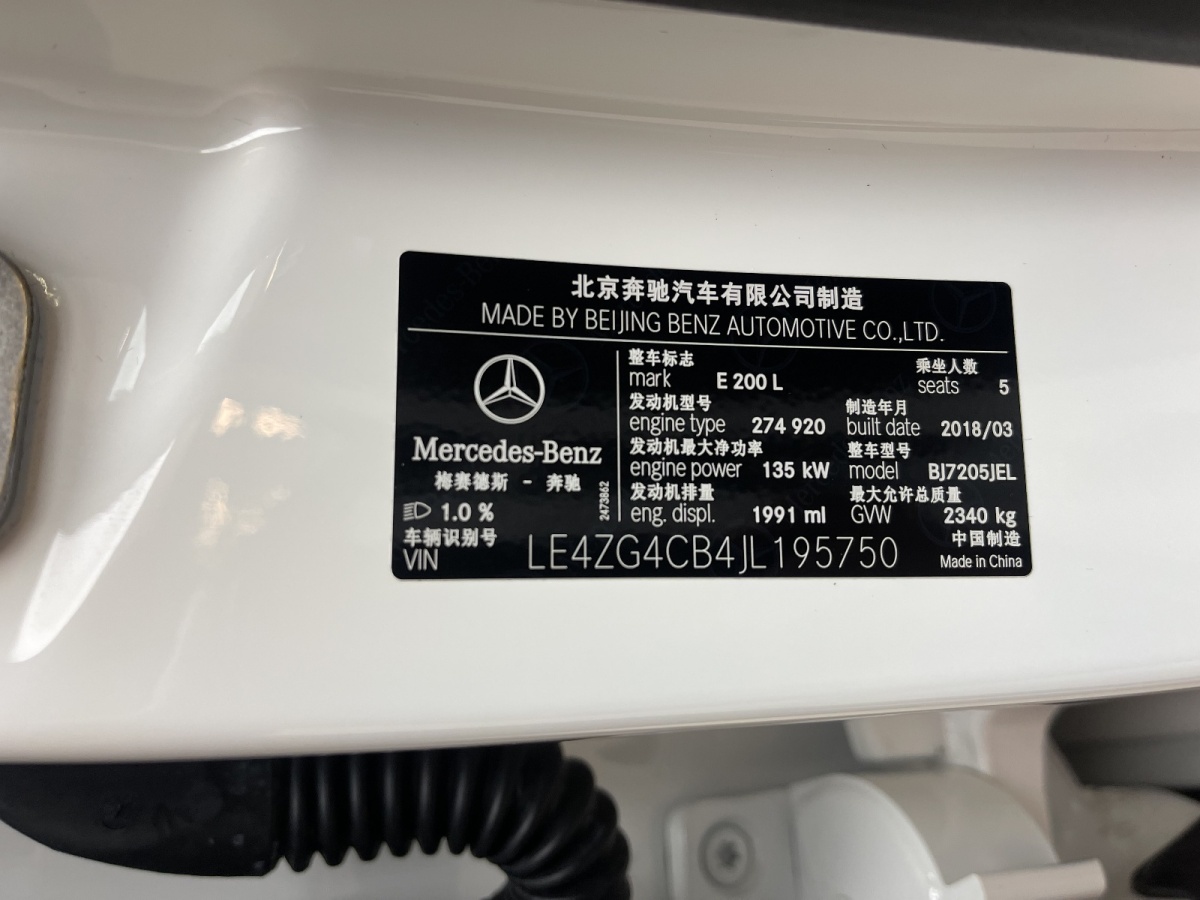 北京奔驰汽车有限公司制造
MADE BY BEIJING BENZ AUTOMOTIVE CO.,LTD.
Mercedes-Benz
梅赛德斯 - 奔驰
1.0 %
2473862
整车标志
mark E 200 L
乘坐人数
seats 5
发动机型号
engine type 274 920
制造年月
built date 2018/03
发动机最大净功率
engine power 135 kW
整车型号
model BJ7205JEL
发动机排量
eng. displ. 1991 ml
最大允许总质量
GVW 2340 kg
车辆识别号
VIN LE4ZG4CB4JL195750
中国制造
Made in China